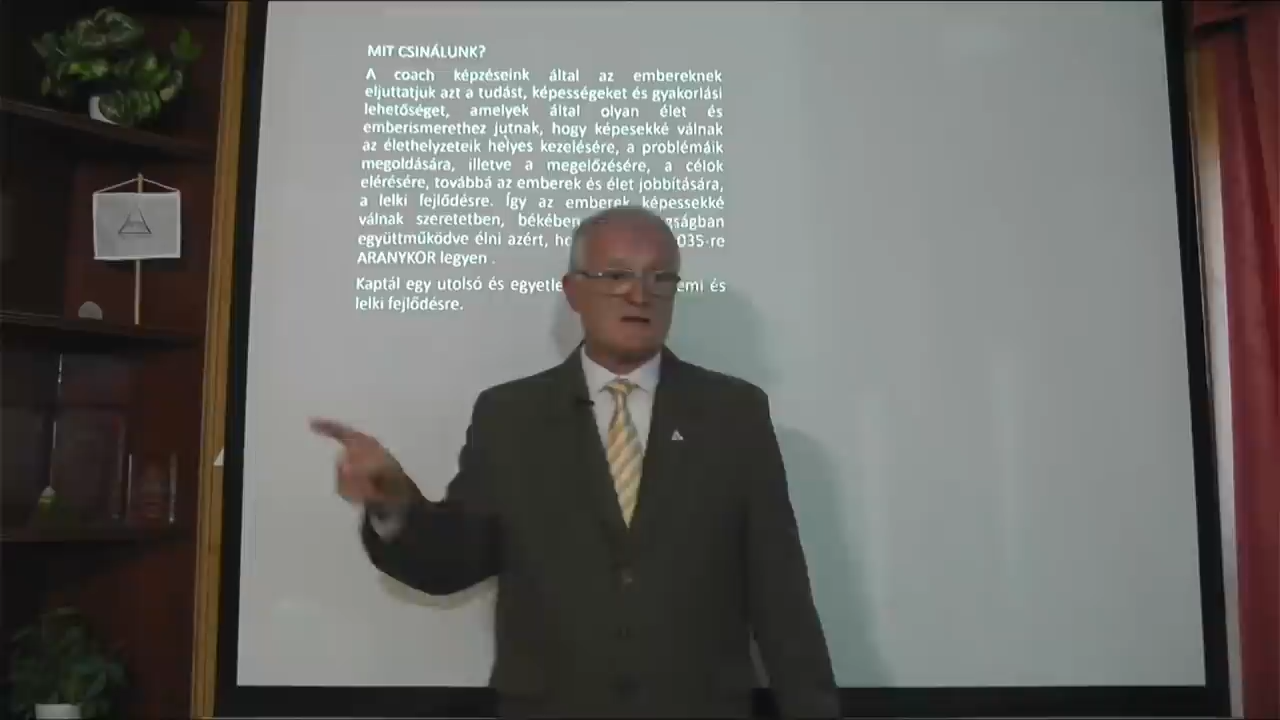 MIT CSINÁLUNK?
A coach képzéseink által az embereknek
eljuttatjuk azt a tudást, képességeket és gyakorlási
lehetőséget, amelyek által olyan élet és
emberismerethez jutnak, hogy képesekké válnak
az élethelyzeteik helyes kezelésére, a problémáik
megoldására, illetve a megelőzésére, a célok
elérésére, továbbá az emberek és élet jobbítására,
a lelki fejlődésre. Így az emberek képessekké
válnak szeretetben, békében
együttműködve élni azért, 035-re
ARANYKOR legyen .
Kaptál egy utolsó és és
lelki fejlődésre.